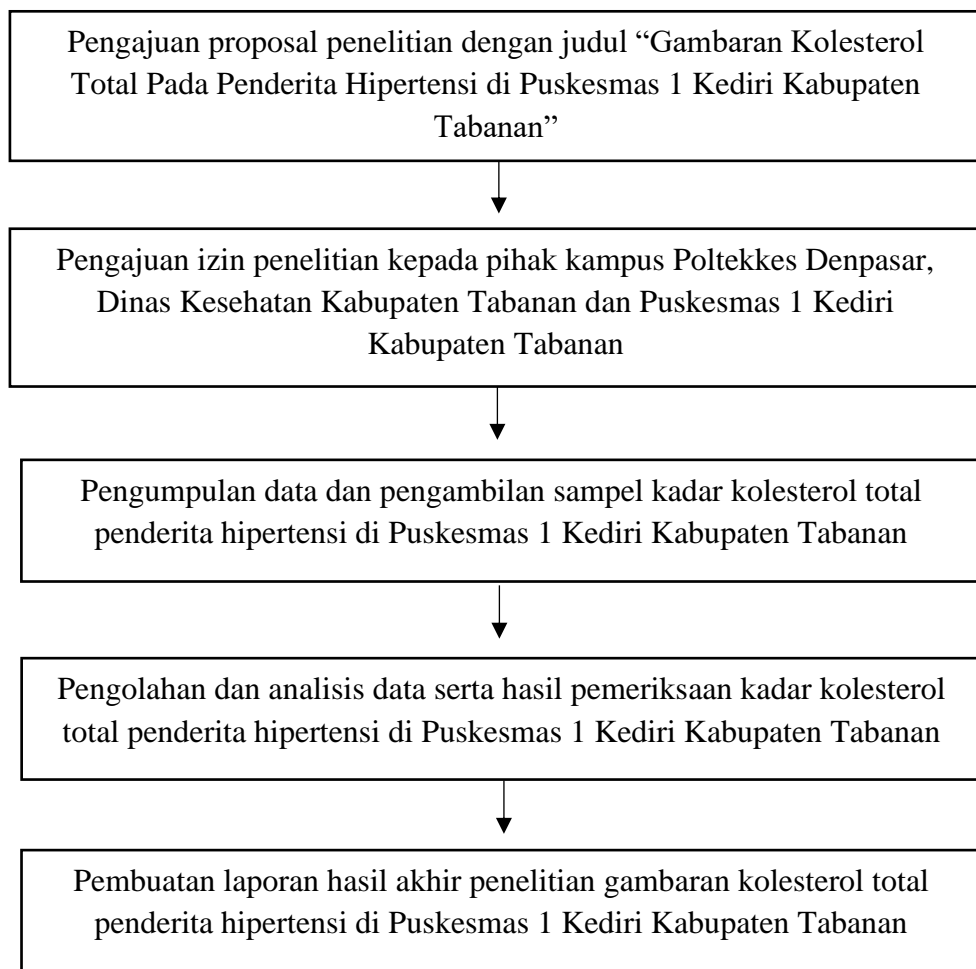 Pengajuan proposal penelitian dengan judul “Gambaran Kolesterol
Total Pada Penderita Hipertensi di Puskesmas 1 Kediri Kabupaten
Tabanan”
Pengajuan izin penelitian kepada pihak kampus Poltekkes Denpasar,
Dinas Kesehatan Kabupaten Tabanan dan Puskesmas 1 Kediri
Kabupaten Tabanan
Pengumpulan data dan pengambilan sampel kadar kolesterol total
penderita hipertensi di Puskesmas 1 Kediri Kabupaten Tabanan
Pengolahan dan analisis data serta hasil pemeriksaan kadar kolesterol
total penderita hipertensi di Puskesmas 1 Kediri Kabupaten Tabanan
Pembuatan laporan hasil akhir penelitian gambaran kolesterol total
penderita hipertensi di Puskesmas 1 Kediri Kabupaten Tabanan